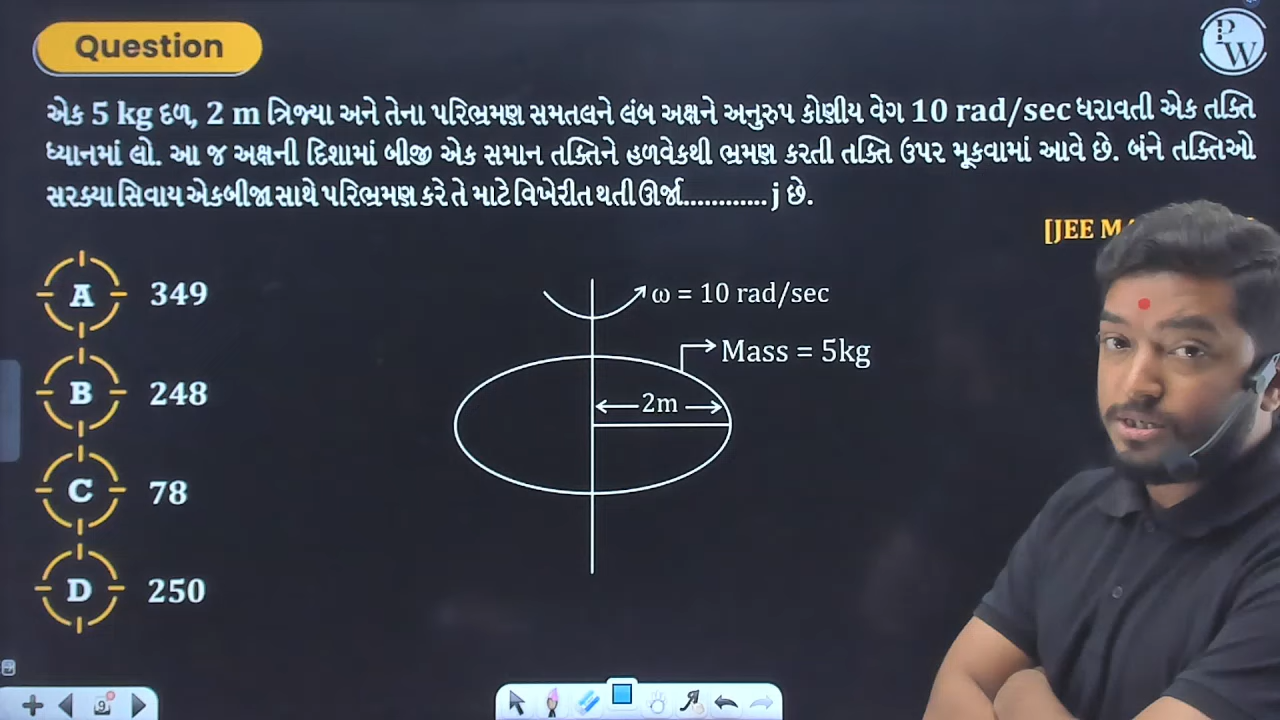 Question
PW
એક 5 kg દળ, 2 m ત્રિજ્યા અને તેના પરિભ્રમણ સમતલને લંબ અક્ષને અનુરુપ કોણીય વેગ 10 rad/sec ધરાવતી એક તક્તિ
ધ્યાનમાં લો. આ જ અક્ષની દિશામાં બીજી એક સમાન તક્તિને હળવેકથી ભ્રમણ કરતી તક્તિ ઉપર મૂકવામાં આવે છે. બંને તક્તિઓ
સરક્યા સિવાય એકબીજા સાથે પરિભ્રમણ કરે તે માટે વિખેરીત થતી ઊર્જા............ j છે.
[JEE
A 349
ω = 10 rad/sec
Mass = 5kg
B 248
2m
C 78
D 250